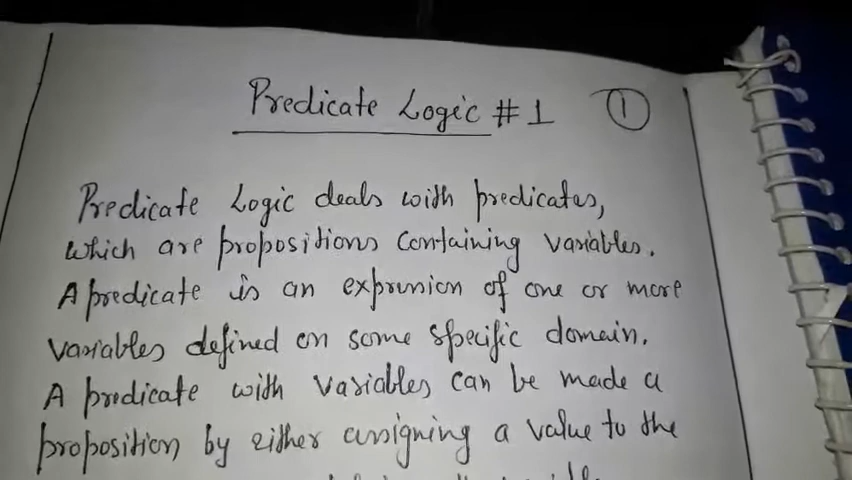 Predicate Logic #1 ①
Predicate Logic deals with predicates,
which are propositions containing variables.
A predicate is an expression of one or more
variables defined on some specific domain.
A predicate with variables can be made a
proposition by either assigning a value to the